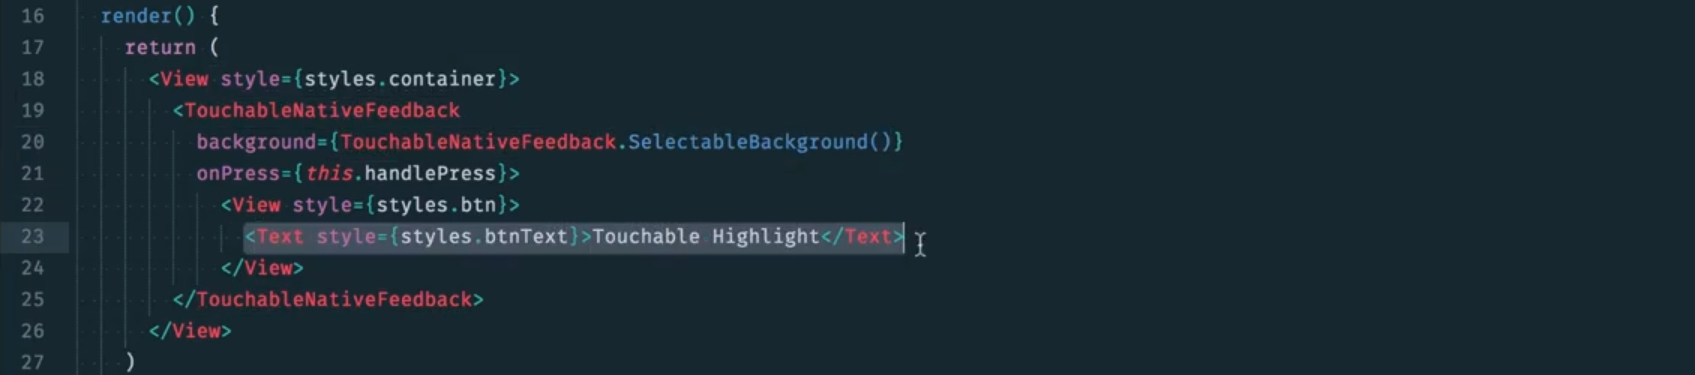 16 render() {
17 return (
18 <View style={styles.container}>
19 <TouchableNativeFeedback
20 background={TouchableNativeFeedback.SelectableBackground()}
21 onPress={this.handlePress}>
22 <View style={styles.btn}>
23 <Text style={styles.btnText}>Touchable Highlight</Text>
24 </View>
25 </TouchableNativeFeedback>
26 </View>
27 )